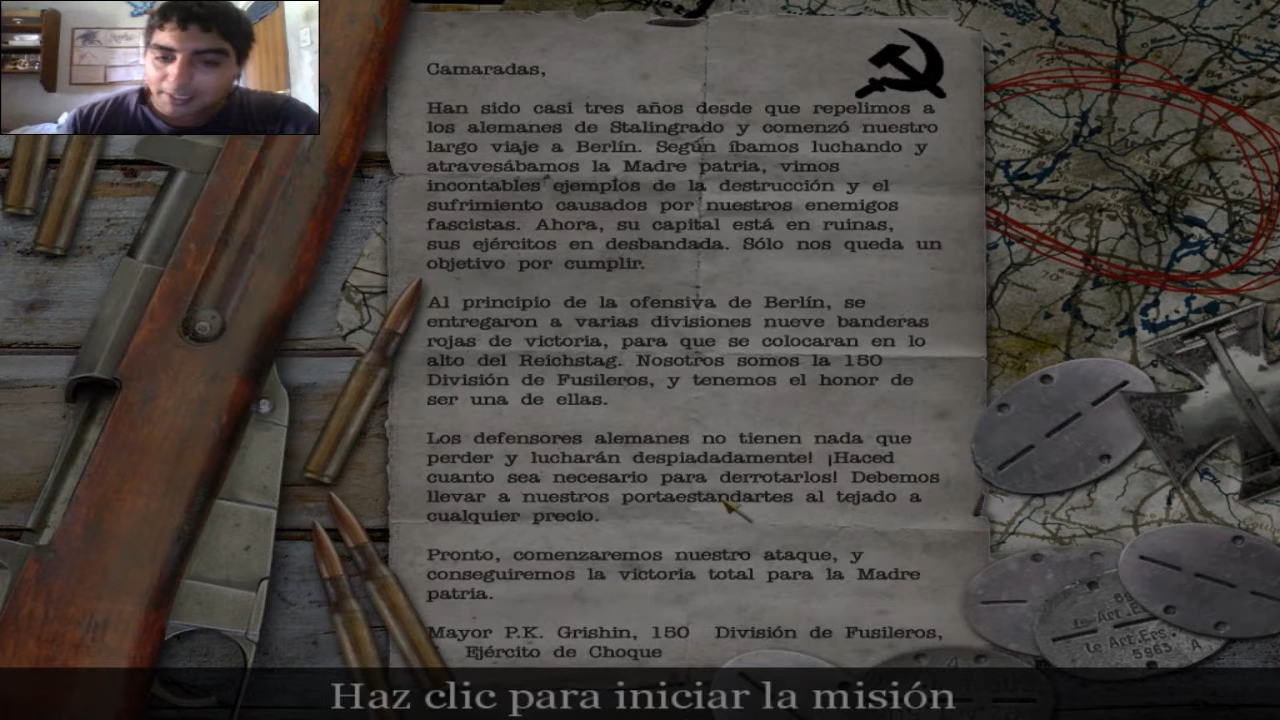 Camaradas,
Han sido casi tres años desde que repelimos a
los alemanes de Stalingrado y comenzó nuestro
largo viaje a Berlín. Según íbamos luchando y
atravesábamos la Madre patria, vimos
incontables ejemplos de la destrucción y el
sufrimiento causados por nuestros enemigos
fascistas. Ahora, su capital está en ruinas,
sus ejércitos en desbandada. Sólo nos queda un
objetivo por cumplir.
Al principio de la ofensiva de Berlín, se
entregaron a varias divisiones nueve banderas
rojas de victoria, para que se colocaran en lo
alto del Reichstag. Nosotros somos la 150
División de Fusileros, y tenemos el honor de
ser una de ellas.
Los defensores alemanes no tienen nada que
perder y lucharán despiadadamente! ¡Haced
cuanto sea necesario para derrotarlos! Debemos
llevar a nuestros portaestandartes al tejado a
cualquier precio.
Pronto, comenzaremos nuestro ataque, y
conseguiremos la victoria total para la Madre
patria.
Mayor P.K. Grishin, 150 División de Fusileros,
Ejército de Choque
le Art.Ers.
5963 A
Haz clic para iniciar la misión